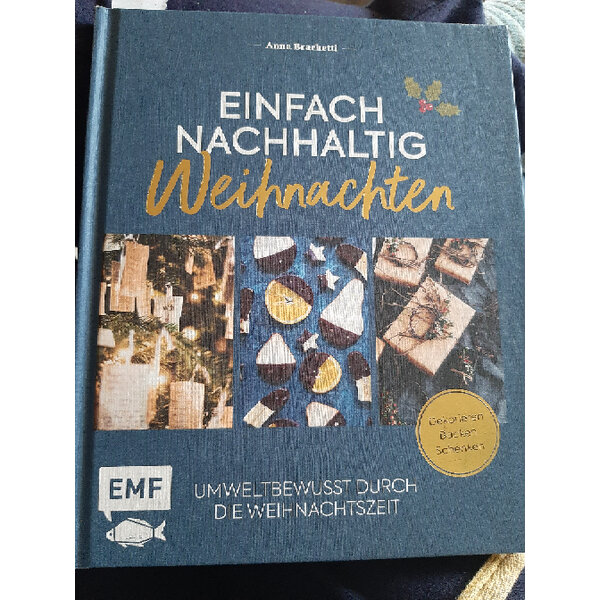 Anna Brachetti
EINFACH
NACHHALTIG
Weihnachten
Dekorieren
Backen
Schenken
EMF
UMWELTBEWUSST DURCH
DIE WEIHNACHTSZEIT